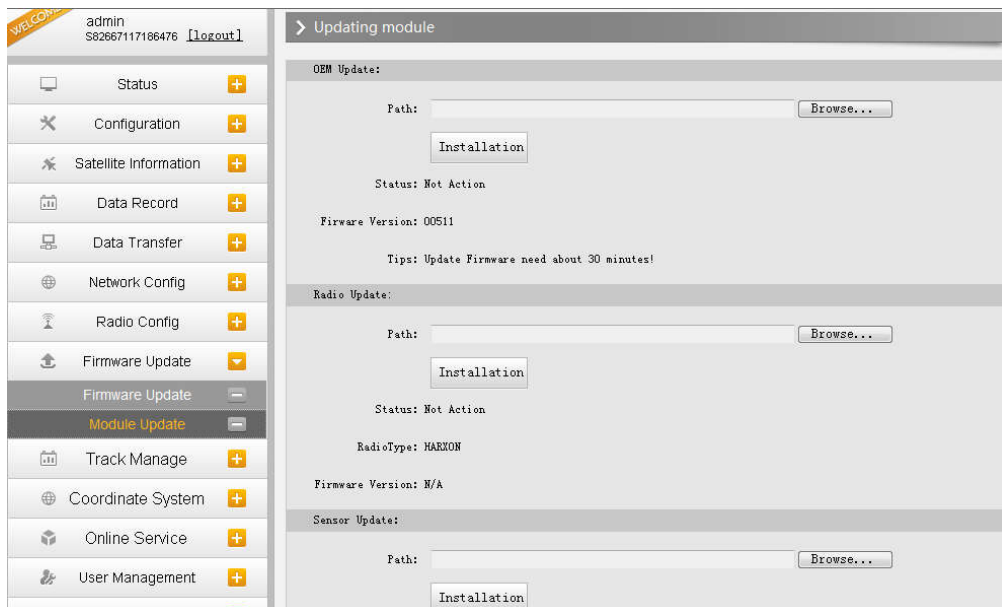 WELCOME
admin
S82667117186476 [logout]
Status
Configuration
Satellite Information
Data Record
Data Transfer
Network Config
Radio Config
Firmware Update
Firmware Update
Module Update
Track Manage
Coordinate System
Online Service
User Management
Updating module
OEM Update:
Path: Browse...
Installation
Status: Not Action
Firware Version: 00511
Tips: Update Firmware need about 30 minutes!
Radio Update:
Path: Browse...
Installation
Status: Not Action
RadioType: HARXON
Firmware Version: N/A
Sensor Update:
Path: Browse...
Installation